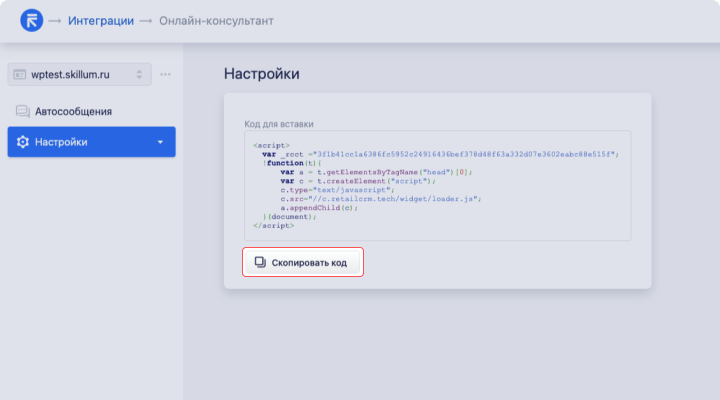 Интеграции → Онлайн-консультант
wptest.skillum.ru
Автосообщения
Настройки
Настройки
Код для вставки
<script>
var _rcct ="3f1b41cc1a6386fc5952c24916436bef378d48f63a332d07e3602eabc88e515f";
!function(t){
var a = t.getElementsByTagName("head")[0];
var c = t.createElement("script");
c.type="text/javascript";
c.src="//c.retailcrm.tech/widget/loader.js";
a.appendChild(c);
}(document);
</script>
Скопировать код